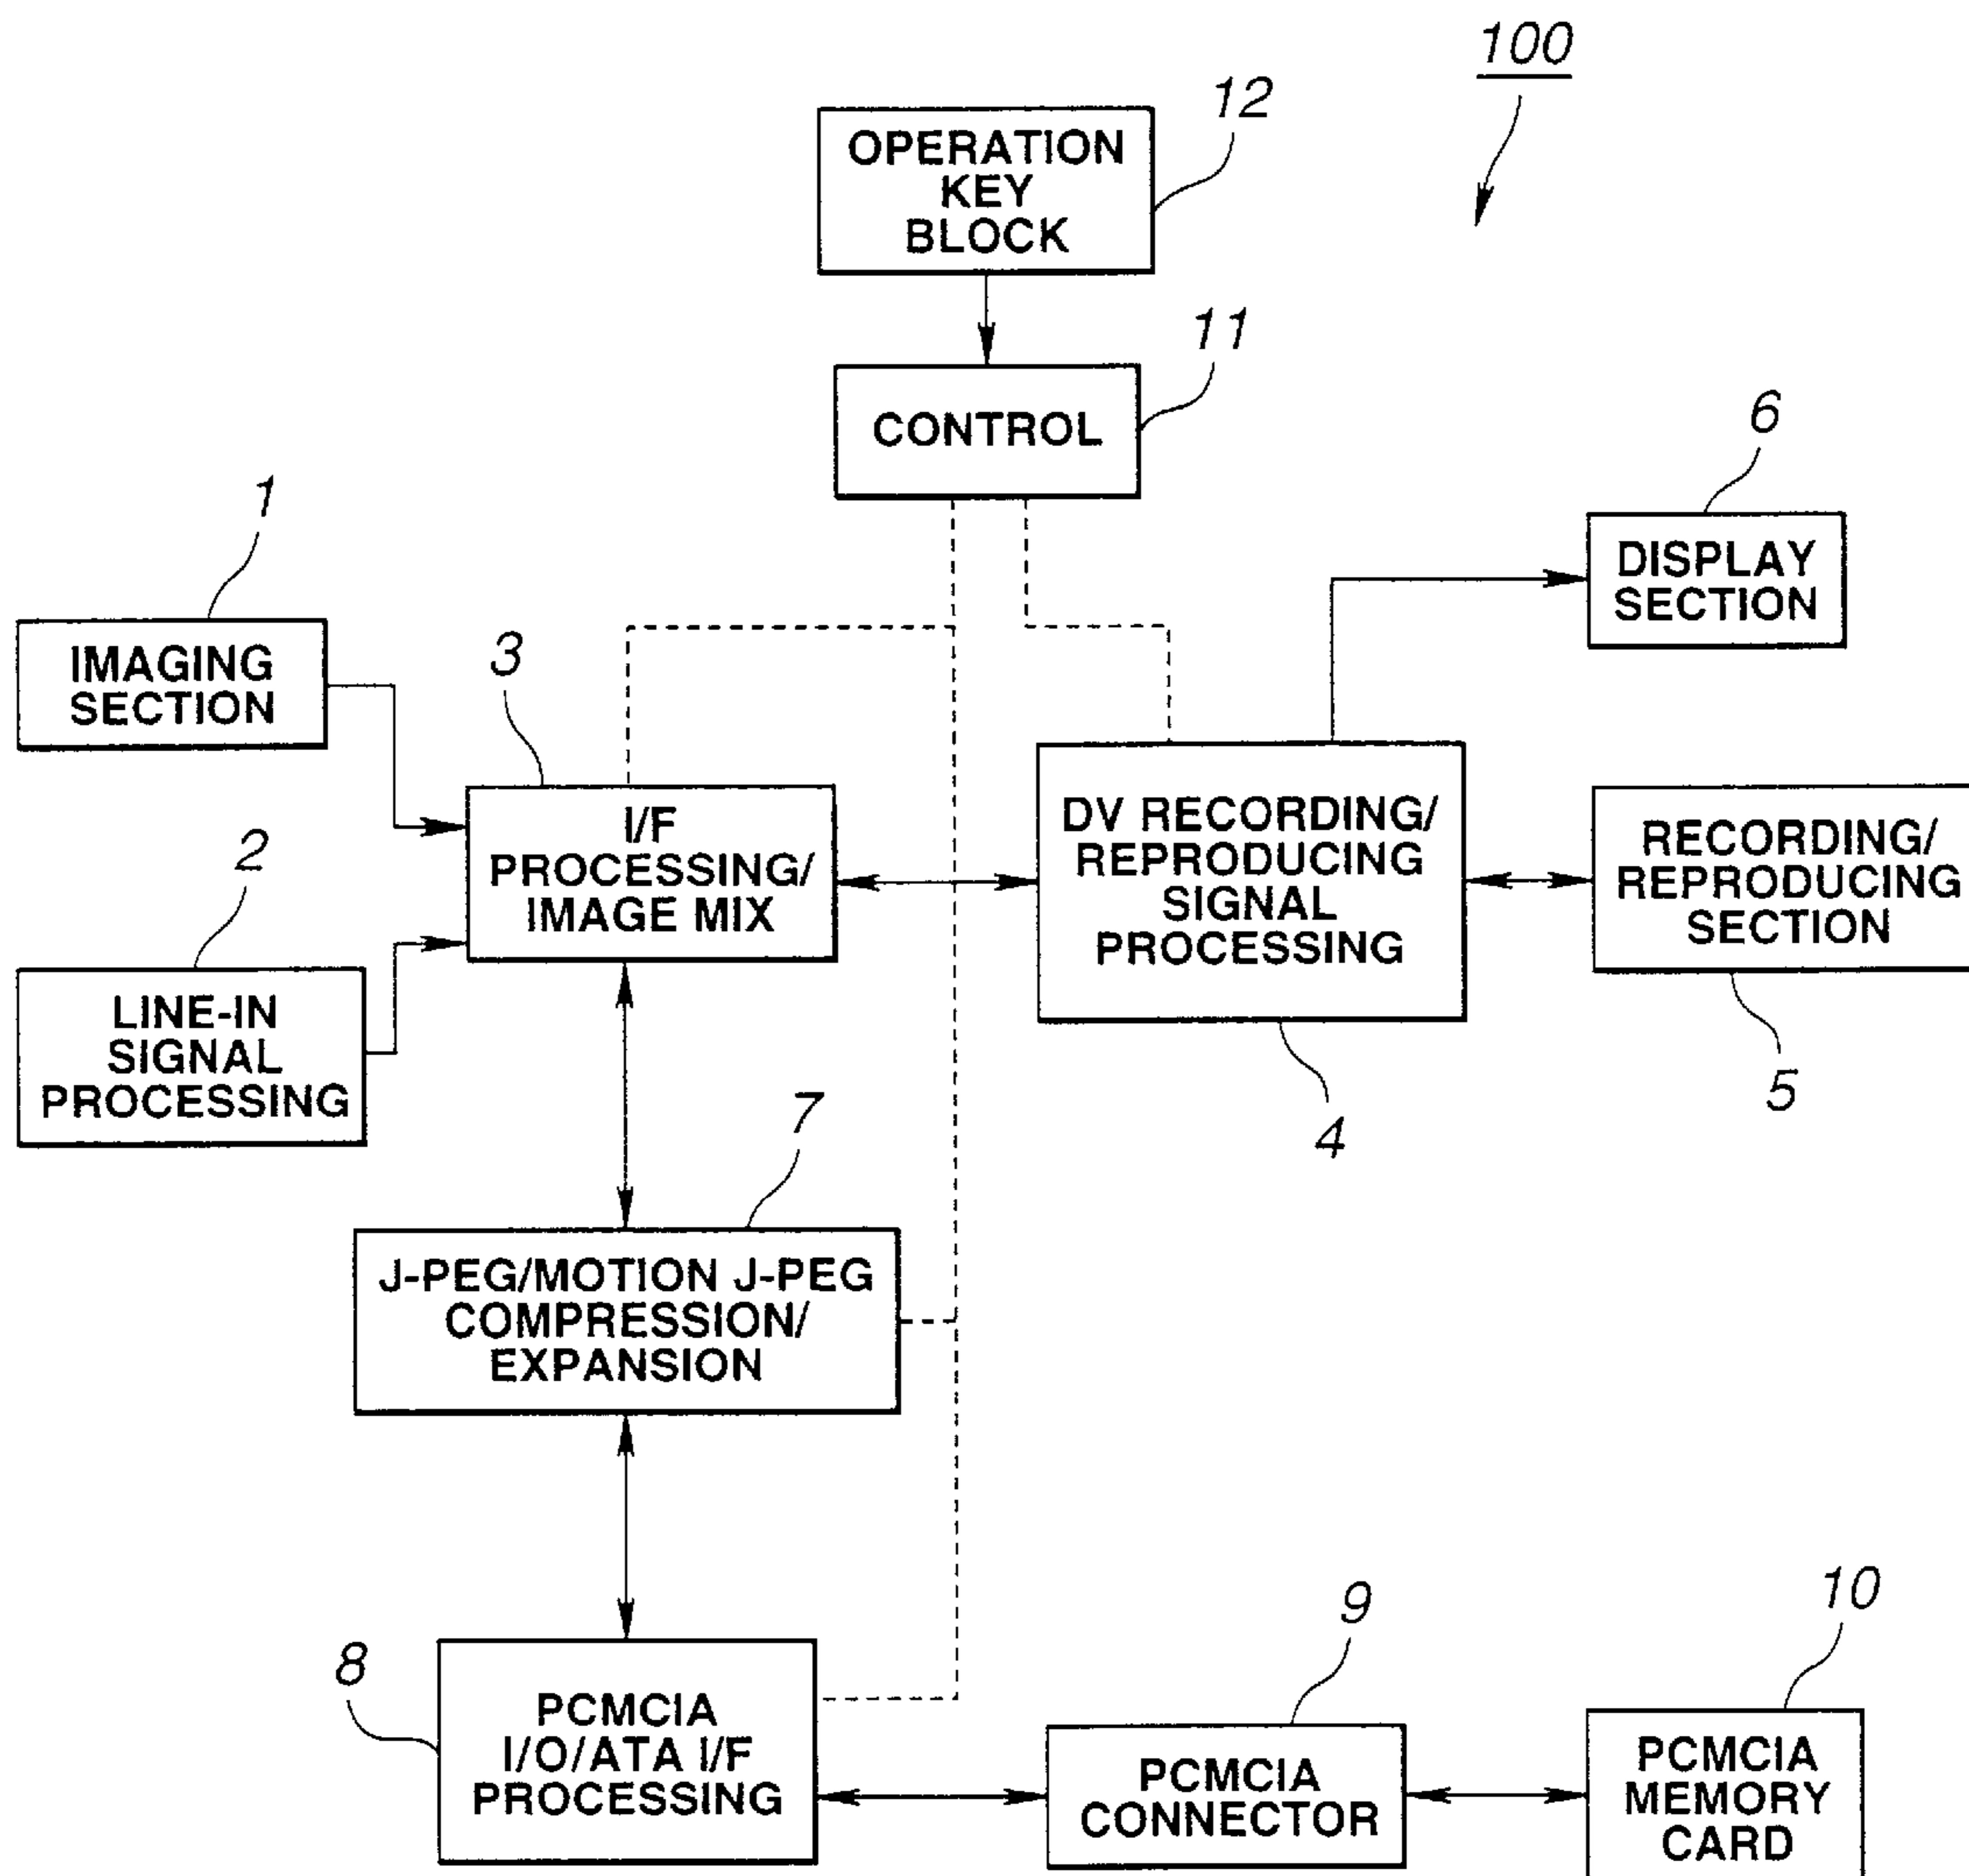 100
12
OPERATION
KEY
BLOCK
11
CONTROL
6
DISPLAY
SECTION
1
IMAGING
SECTION
3
I/F
PROCESSING/
IMAGE MIX
DV RECORDING/
REPRODUCING
SIGNAL
PROCESSING
4
RECORDING/
REPRODUCING
SECTION
5
2
LINE-IN
SIGNAL
PROCESSING
7
J-PEG/MOTION J-PEG
COMPRESSION/
EXPANSION
8
PCMCIA
I/O/ATA I/F
PROCESSING
9
PCMCIA
CONNECTOR
10
PCMCIA
MEMORY
CARD